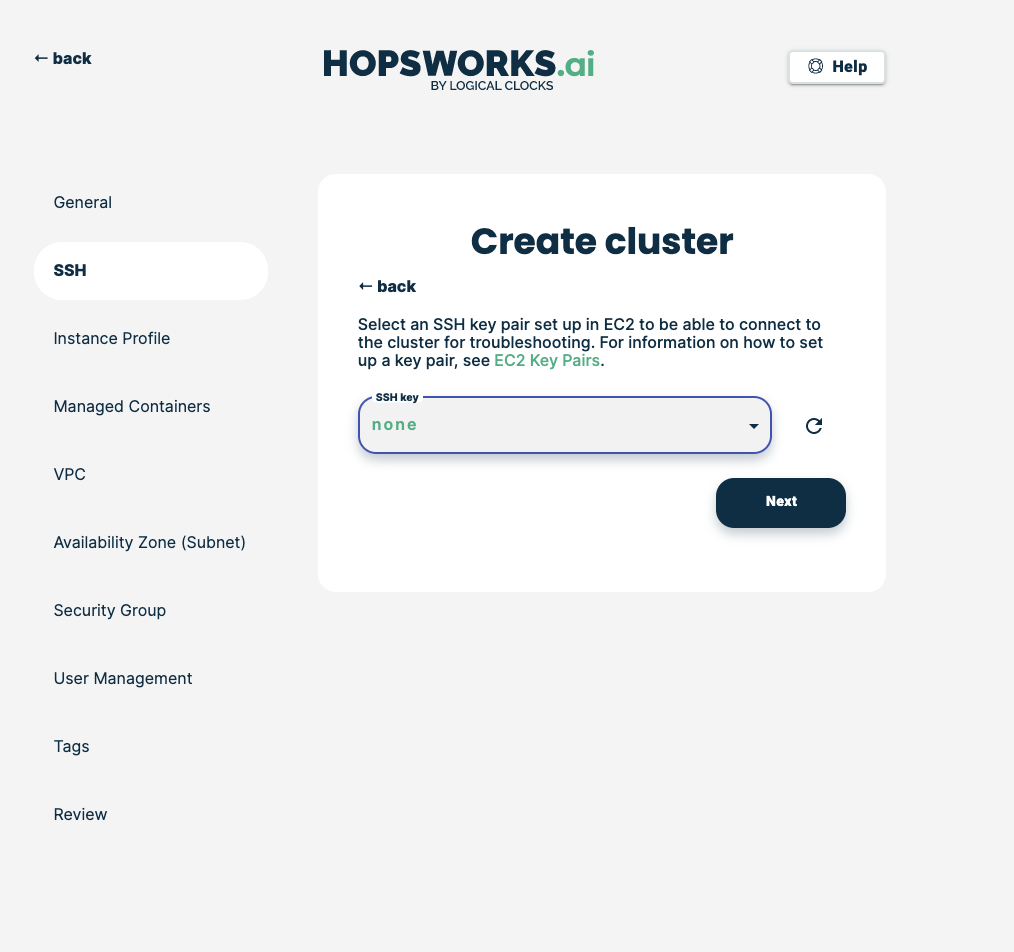 ← back
HOPSWORKS.ai
BY LOGICAL CLOCKS
Help
General
SSH
Instance Profile
Managed Containers
VPC
Availability Zone (Subnet)
Security Group
User Management
Tags
Review
Create cluster
← back
Select an SSH key pair set up in EC2 to be able to connect to
the cluster for troubleshooting. For information on how to set
up a key pair, see EC2 Key Pairs.
SSH key
none
Next